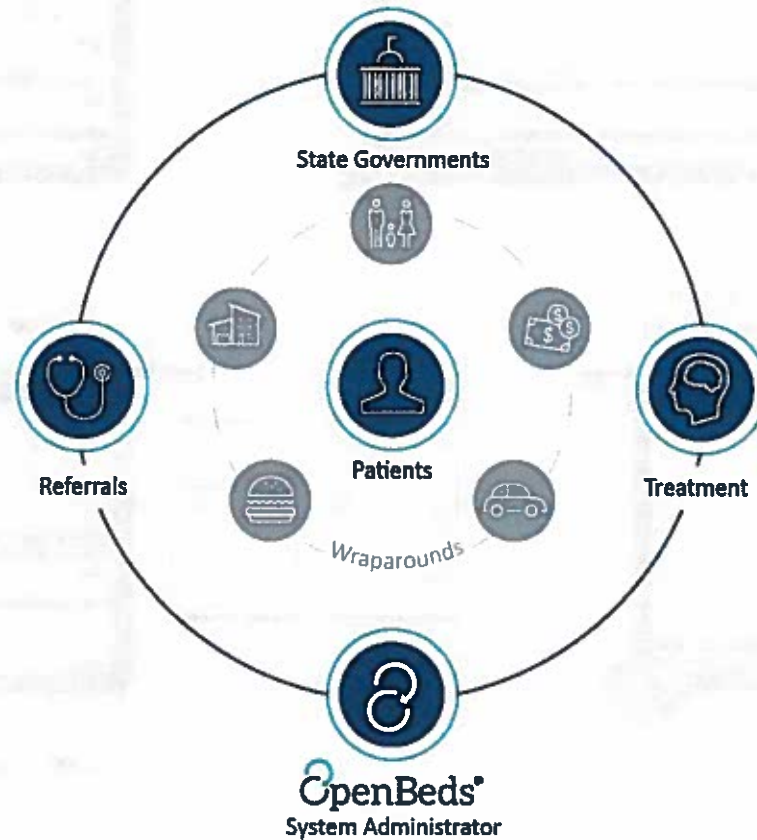 State Governments
Referrals
Patients
Treatment
Wraparounds
OpenBeds®
System Administrator